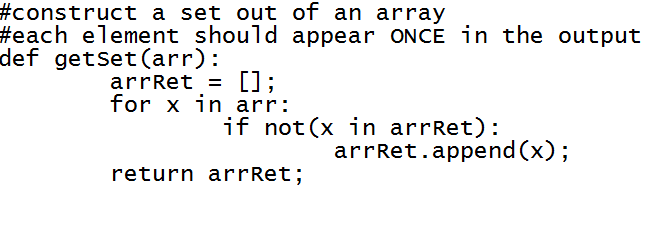 #construct a set out of an array
#each element should appear ONCE in the output
def getSet(arr):
        arrRet = [];
        for x in arr:
                if not(x in arrRet):
                        arrRet.append(x);
        return arrRet;